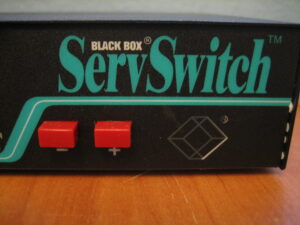 BLACK BOX®
ServSwitch™
- +